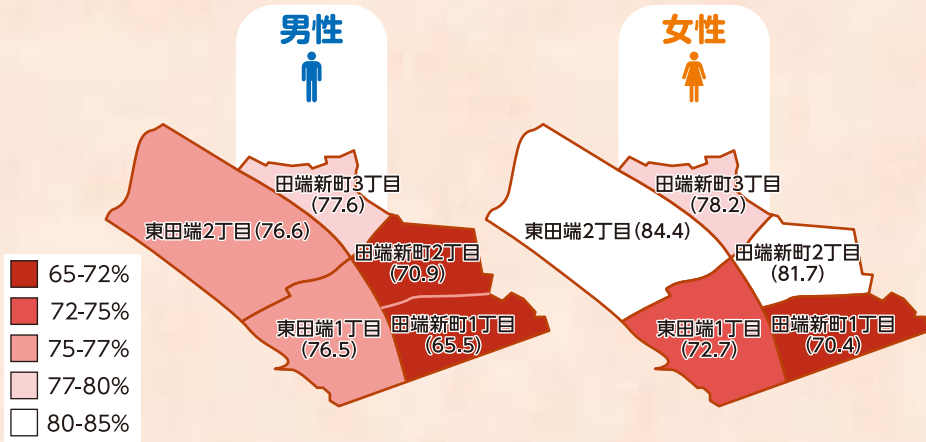 男性
田端新町3丁目
(77.6)
東田端2丁目(76.6)
田端新町2丁目
(70.9)
東田端1丁目
(76.5)
田端新町1丁目
(65.5)
女性
田端新町3丁目
(78.2)
東田端2丁目(84.4)
田端新町2丁目
(81.7)
東田端1丁目
(72.7)
田端新町1丁目
(70.4)
65-72%
72-75%
75-77%
77-80%
80-85%